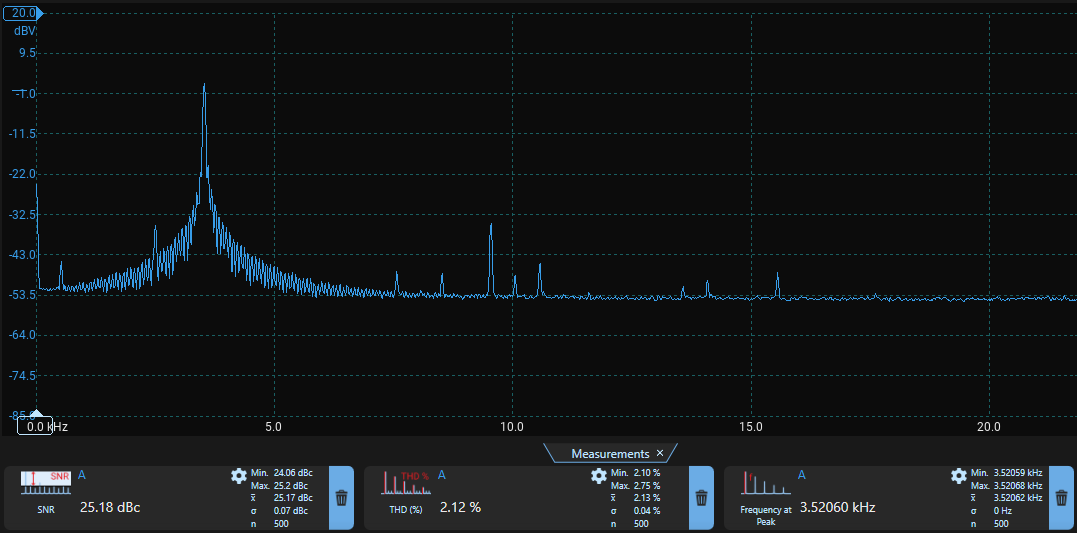 20.0
dBV
9.5
-1.0
-11.5
-22.0
-32.5
-43.0
-53.5
-64.0
-74.5
-85.0
0.0 kHz
5.0
10.0
15.0
20.0
Measurements ×
SNR
A
SNR
25.18 dBc
Min. 24.06 dBc
Max. 25.2 dBc
x̄ 25.17 dBc
σ 0.07 dBc
n 500
THD %
A
THD (%)
2.12 %
Min. 2.10 %
Max. 2.75 %
x̄ 2.13 %
σ 0.04 %
n 500
A
Frequency at
Peak
3.52060 kHz
Min. 3.52059 kHz
Max. 3.52068 kHz
x̄ 3.52062 kHz
σ 0 Hz
n 500